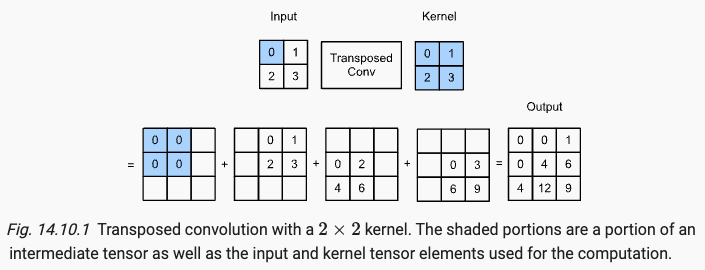 Input Kernel
0 1 Transposed Conv 0 1
2 3 2 3
Output
0 0 0 1 0 0 1
= 0 0 + 2 3 + 0 2 + 0 3 = 0 4 6
4 6 6 9 4 12 9
Fig. 14.10.1 Transposed convolution with a 2 × 2 kernel. The shaded portions are a portion of an
intermediate tensor as well as the input and kernel tensor elements used for the computation.